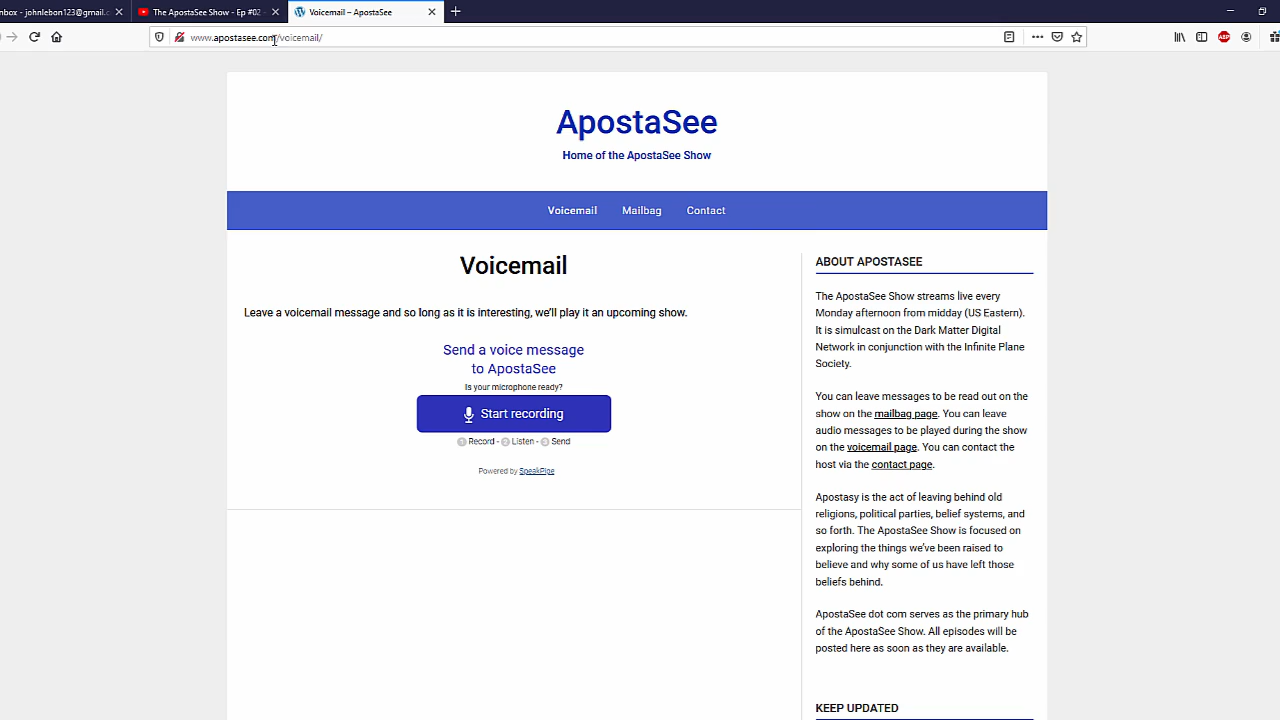 nbox - johnlebon123@gmail.c
The ApostaSee Show - Ep #02 -
Voicemail – ApostaSee
www.apostasee.com/voicemail/
ABP
ApostaSee
Home of the ApostaSee Show
Voicemail Mailbag Contact
Voicemail
Leave a voicemail message and so long as it is interesting, we'll play it an upcoming show.
Send a voice message
to ApostaSee
Is your microphone ready?
Start recording
1 Record - 2 Listen - 3 Send
Powered by SpeakPipe
ABOUT APOSTASEE
The ApostaSee Show streams live every
Monday afternoon from midday (US Eastern).
It is simulcast on the Dark Matter Digital
Network in conjunction with the Infinite Plane
Society.
You can leave messages to be read out on the
show on the mailbag page. You can leave
audio messages to be played during the show
on the voicemail page. You can contact the
host via the contact page.
Apostasy is the act of leaving behind old
religions, political parties, belief systems, and
so forth. The ApostaSee Show is focused on
exploring the things we've been raised to
believe and why some of us have left those
beliefs behind.
ApostaSee dot com serves as the primary hub
of the ApostaSee Show. All episodes will be
posted here as soon as they are available.
KEEP UPDATED